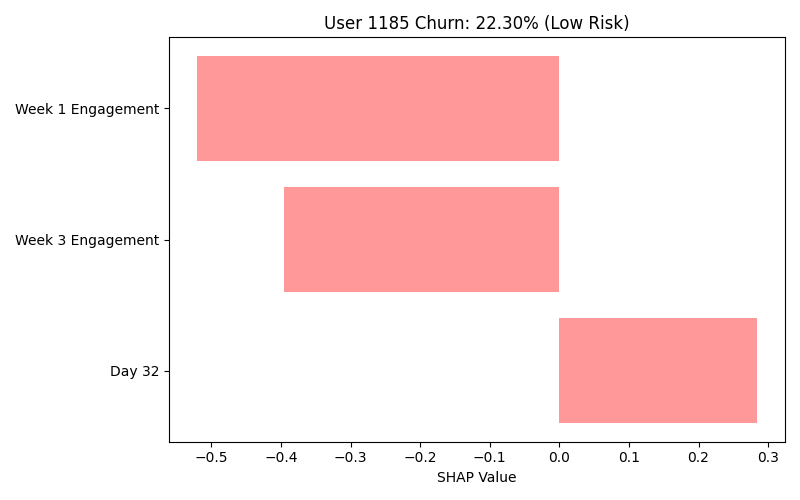 User 1185 Churn: 22.30% (Low Risk)
Week 1 Engagement
Week 3 Engagement
Day 32
−0.5 −0.4 −0.3 −0.2 −0.1 0.0 0.1 0.2 0.3
SHAP Value